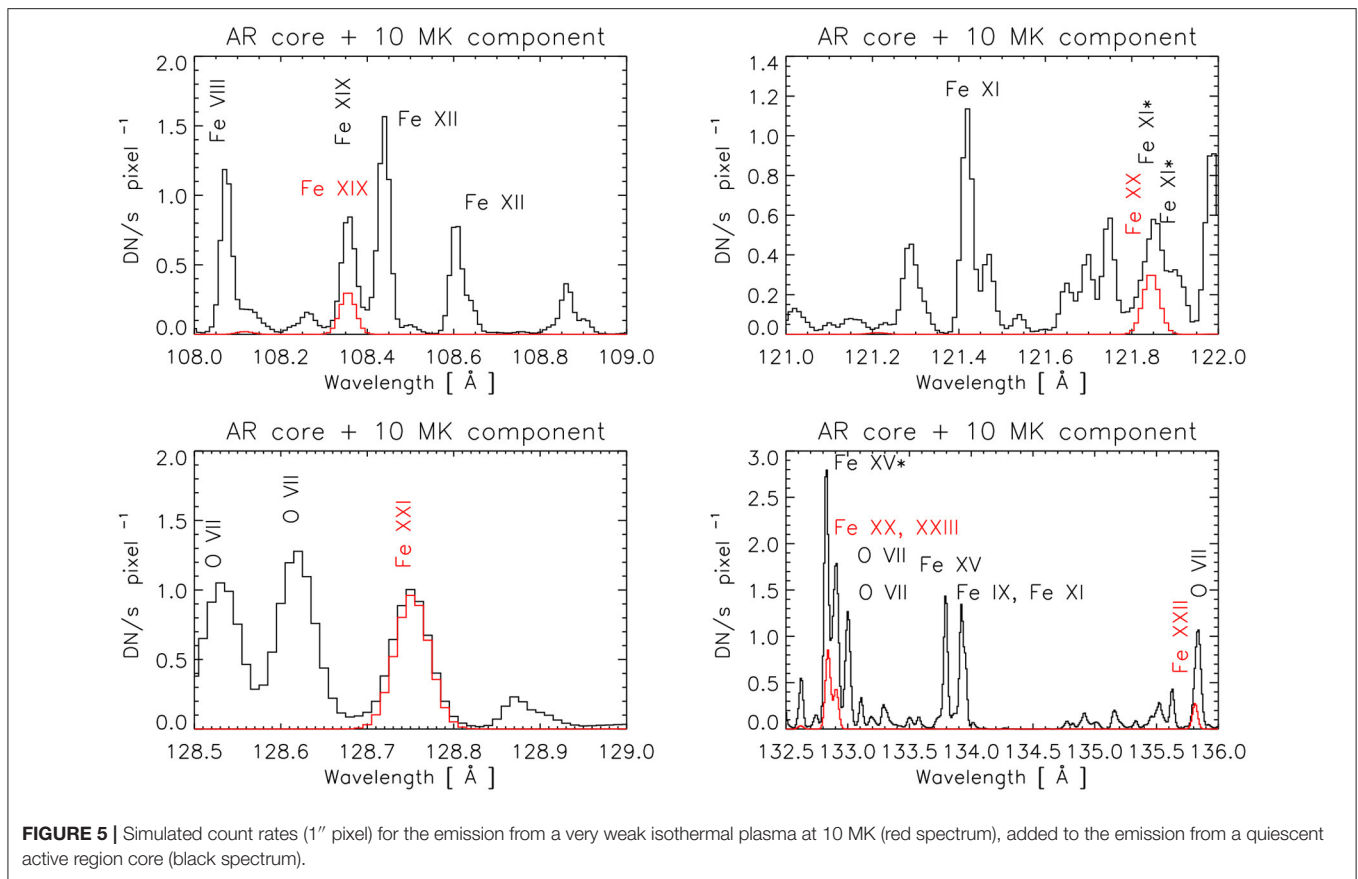 AR core + 10 MK component
DN/s pixel -1
2.0
1.5
1.0
0.5
0.0
Fe VIII
Fe XIX
Fe XIX
Fe XII
Fe XII
108.0 108.2 108.4 108.6 108.8 109.0
Wavelength [ Å ]
AR core + 10 MK component
DN/s pixel -1
1.4
1.2
1.0
0.8
0.6
0.4
0.2
0.0
Fe XI
Fe XX
Fe XI*
Fe XI*
121.0 121.2 121.4 121.6 121.8 122.0
Wavelength [ Å ]
AR core + 10 MK component
DN/s pixel -1
2.0
1.5
1.0
0.5
0.0
O VII
O VII
Fe XXI
128.5 128.6 128.7 128.8 128.9 129.0
Wavelength [ Å ]
AR core + 10 MK component
DN/s pixel -1
3.0
2.5
2.0
1.5
1.0
0.5
0.0
Fe XV*
Fe XX, XXIII
O VII
O VII
Fe XV
Fe IX, Fe XI
Fe XXII
O VII
132.5 133.0 133.5 134.0 134.5 135.0 135.5 136.0
Wavelength [ Å ]
FIGURE 5 | Simulated count rates (1″ pixel) for the emission from a very weak isothermal plasma at 10 MK (red spectrum), added to the emission from a quiescent
active region core (black spectrum).